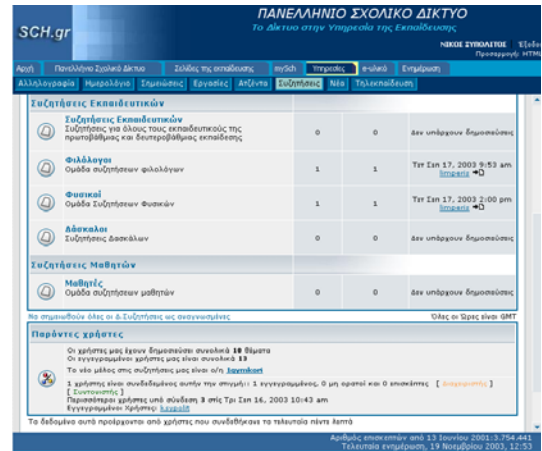 SCH.gr
ΠΑΝΕΛΛΗΝΙΟ ΣΧΟΛΙΚΟ ΔΙΚΤΥΟ
Το Δίκτυο στην Υπηρεσία της Εκπαίδευσης
ΝΙΚΟΣ ΣΥΠΟΛΙΤΟΣ Έξοδος
Προσαρμογή HTML
Αρχή Πανελλήνιο Σχολικό Δίκτυο Σελίδες της εκπαίδευσης mySch Υπηρεσίες e-υλικό Ενημέρωση
Αλληλογραφία Ημερολόγιο Σημειώσεις Εργασίες Ατζέντα Συζητήσεις Νέα Τηλεκπαίδευση
Συζητήσεις Εκπαιδευτικών
Συζητήσεις Εκπαιδευτικών
Συζητήσεις για όλους τους εκπαιδευτικούς της
πρωτοβάθμιας και δευτεροβάθμιας εκπαίδεσης
0 0 Δεν υπάρχουν δημοσιεύσεις
Φιλόλογοι
Ομάδα συζητήσεων φιλολόγων
1 1 Τετ Σεπ 17, 2003 9:53 am
limperis
Φυσικοί
Ομάδα Συζητήσεων Φυσικών
1 1 Τετ Σεπ 17, 2003 2:00 pm
limperis
Δάσκαλοι
Συζητήσεις Δασκάλων
0 0 Δεν υπάρχουν δημοσιεύσεις
Συζητήσεις Μαθητών
Μαθητές
Ομάδα συζητήσεων μαθητών
0 0 Δεν υπάρχουν δημοσιεύσεις
Να σημειωθούν όλες οι Δ.Συζητήσεις ως αναγνωσμένες Όλες οι Ώρες είναι GMT
Παρόντες χρήστες
Οι χρήστες μας έχουν δημοσιεύσει συνολικά 10 θέματα
Οι εγγεγραμμένοι χρήστες μας είναι συνολικά 13
Το νέο μέλος στις συζητήσεις μας είναι ο/η
1 χρήστης είναι συνδεδεμένος αυτήν την στιγμή:: 1 εγγεγραμμένος, 0 μη ορατοί και 0 επισκέπτες [ Διαχειριστής ]
[ Συντονιστής ]
Περισσότεροι χρήστες υπό σύνδεση 3 στις Τρι Σεπ 16, 2003 10:43 am
Εγγεγραμμένοι Χρήστες:
Τα δεδομένα αυτά προέρχονται από χρήστες που συνδεθήκανε τα τελευταία πέντε λεπτά
Αριθμός επισκεπτών από 13 Ιουνίου 2001:3.754.441
Τελευταία ενημέρωση, 19 Νοεμβρίου 2003, 12:53